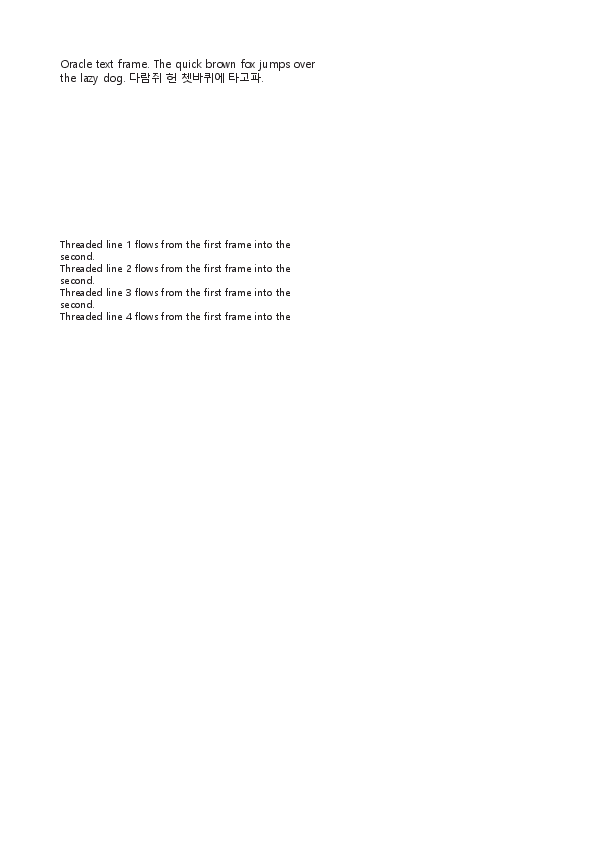 Oracle text frame. The quick brown fox jumps over
the lazy dog. 다람쥐 헌 쳇바퀴에 타고파.
Threaded line 1 flows from the first frame into the
second.
Threaded line 2 flows from the first frame into the
second.
Threaded line 3 flows from the first frame into the
second.
Threaded line 4 flows from the first frame into the